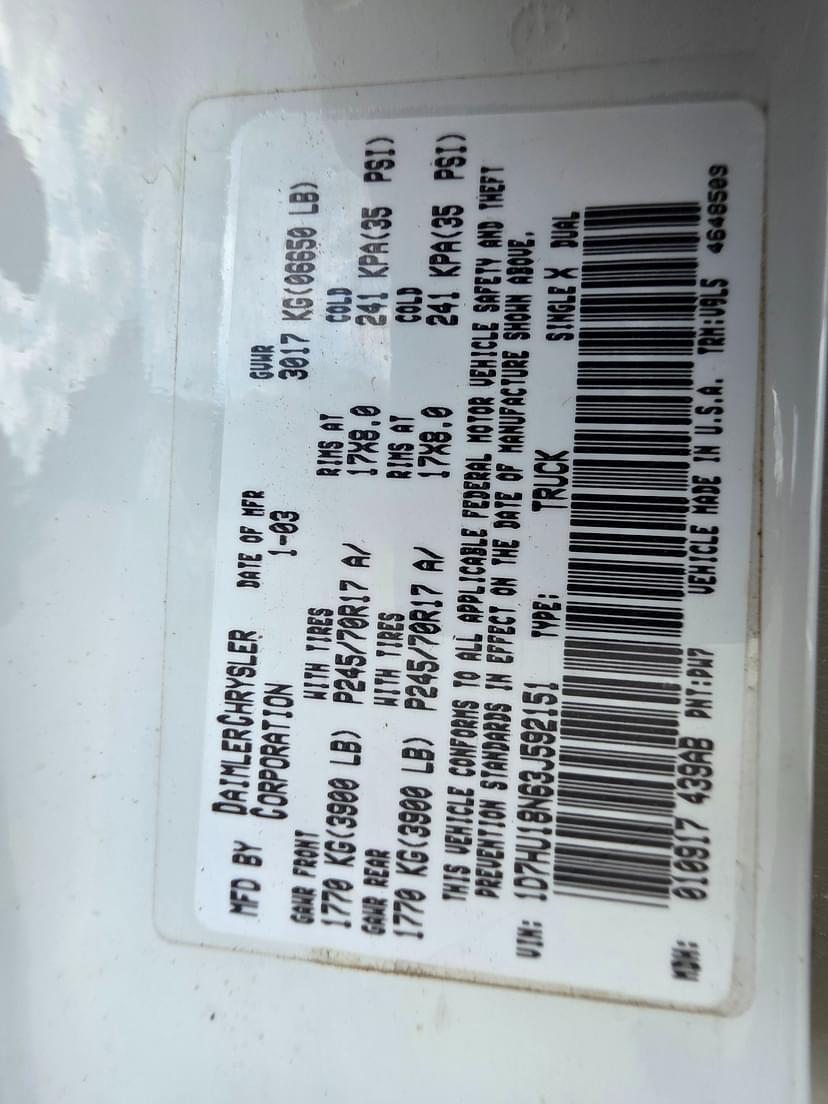 MFD BY DAIMLERCHRYSLER CORPORATION DATE OF MFR 1-03 GVWR 3017 KG(06650 LB)
GAWR FRONT WITH TIRES RIMS AT COLD
1770 KG(3900 LB) P245/70R17 A/ 17X8.0 241 KPA(35 PSI)
GAWR REAR WITH TIRES RIMS AT COLD
1770 KG(3900 LB) P245/70R17 A/ 17X8.0 241 KPA(35 PSI)
THIS VEHICLE CONFORMS TO ALL APPLICABLE FEDERAL MOTOR VEHICLE SAFETY AND THEFT
PREVENTION STANDARDS IN EFFECT ON THE DATE OF MANUFACTURE SHOWN ABOVE.
VIN: 1D7HU18N63J592151 TYPE: TRUCK SINGLE X DUAL
MDH: 010917 439AB PNT:PW7 VEHICLE MADE IN U.S.A. TRM:V9L5 4648509